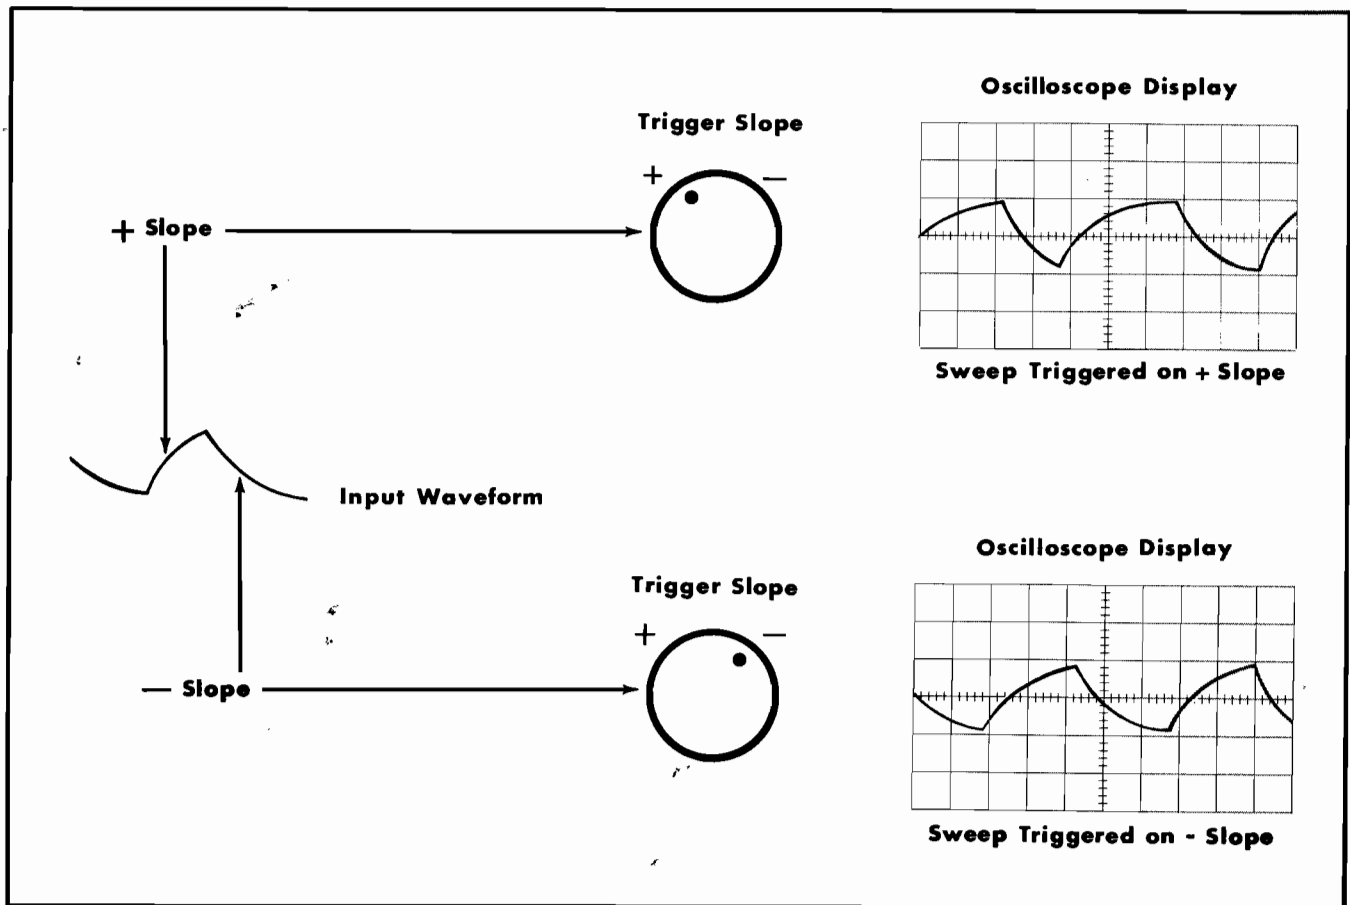 Oscilloscope Display
Trigger Slope
+ −
+ Slope
Sweep Triggered on + Slope
Input Waveform
Oscilloscope Display
Trigger Slope
+ −
− Slope
Sweep Triggered on - Slope